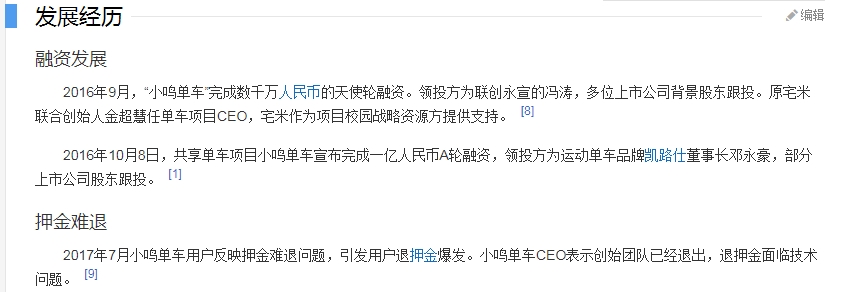 发展经历
编辑
融资发展
2016年9月，“小鸣单车”完成数千万人民币的天使轮融资。领投方为联创永宣的冯涛，多位上市公司背景股东跟投。原宅米
联合创始人金超慧任单车项目CEO，宅米作为项目校园战略资源方提供支持。 [8]
2016年10月8日，共享单车项目小鸣单车宣布完成一亿人民币A轮融资，领投方为运动单车品牌凯路仕董事长邓永豪，部分
上市公司股东跟投。 [1]
押金难退
2017年7月小鸣单车用户反映押金难退问题，引发用户退押金爆发。小鸣单车CEO表示创始团队已经退出，退押金面临技术
问题。 [9]